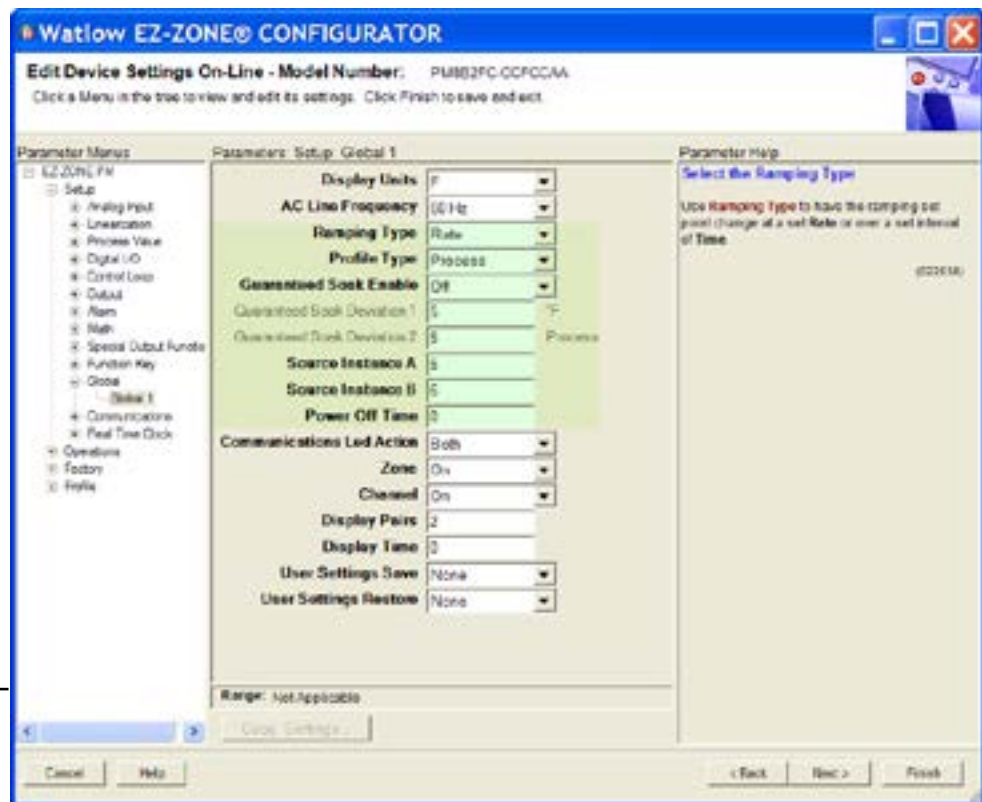 Watlow EZ-ZONE® CONFIGURATOR
Edit Device Settings On-Line - Model Number:
Click a Menu in the tree to view and edit its settings. Click Finish to save and exit.
Parameter Menus
EZ-ZONE PM
Setup
Analog Input
Linearization
Process Value
Digital I/O
Control Loop
Output
Alarm
Math
Special Output Functio
Function Key
Global
Global 1
Communications
Real Time Clock
Operations
Factory
Profile
Parameters: Setup Global 1
Display Units F
AC Line Frequency 60 Hz
Ramping Type Rate
Profile Type Process
Guaranteed Soak Enable Off
Guaranteed Soak Deviation 1 5 °F
Guaranteed Soak Deviation 2 5 Process
Source Instance A 5
Source Instance B 6
Power Off Time 0
Communications Led Action Both
Zone On
Channel On
Display Pairs 2
Display Time 0
User Settings Save None
User Settings Restore None
Range: Not Applicable
Copy Settings...
Parameter Help
Select the Ramping Type
Use Ramping Type to have the ramping set
point change at a set Rate or over a set interval
of Time.
Cancel
Help
< Back
Next >
Finish